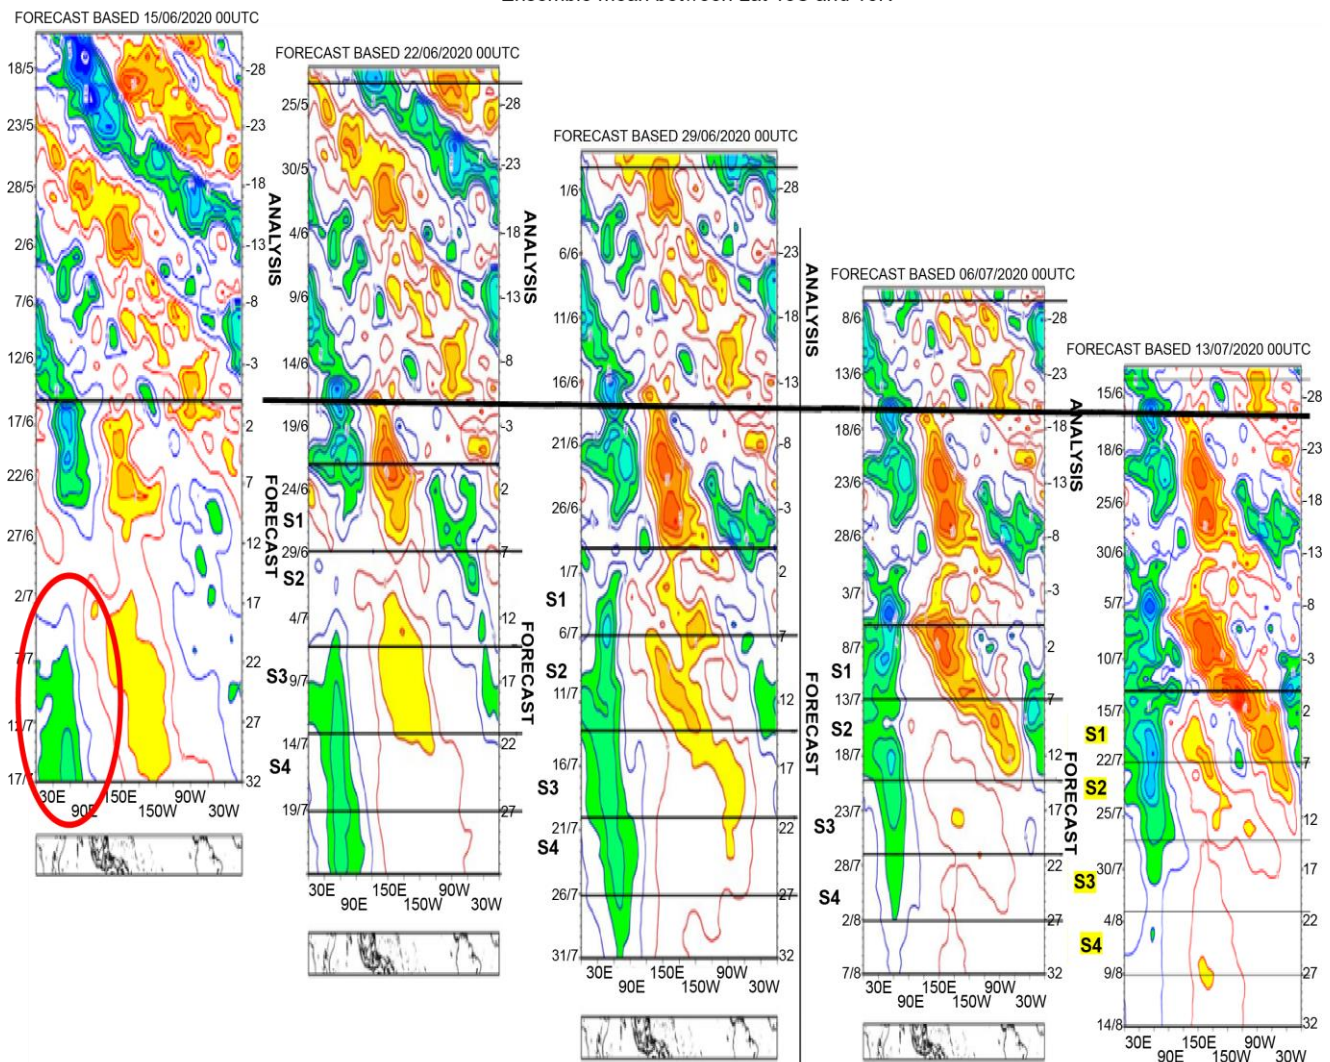 FORECAST BASED 15/06/2020 00UTC
18/5
23/5
28/5
2/6
7/6
12/6
17/6
22/6
27/6
2/7
17/7
-28
-23
-18
-13
-8
-3
2
7
12
17
22
27
32
ANALYSIS
FORECAST
30E
90E
150E
150W
90W
30W
FORECAST BASED 22/06/2020 00UTC
25/5
30/5
4/6
9/6
14/6
19/6
24/6
29/6
4/7
9/7
14/7
19/7
-28
-23
-18
-13
-8
-3
2
7
12
17
22
27
ANALYSIS
FORECAST
S1
S2
S3
S4
30E
90E
150E
150W
90W
30W
FORECAST BASED 29/06/2020 00UTC
1/6
6/6
11/6
16/6
21/6
26/6
1/7
6/7
11/7
16/7
21/7
26/7
31/7
-28
-23
-18
-13
-8
-3
2
7
12
17
22
27
32
ANALYSIS
FORECAST
S1
S2
S3
S4
30E
90E
150E
150W
90W
30W
FORECAST BASED 06/07/2020 00UTC
8/6
13/6
18/6
23/6
28/6
3/7
8/7
13/7
18/7
23/7
28/7
2/8
7/8
-28
-23
-18
-13
-8
-3
2
7
12
17
22
27
32
ANALYSIS
FORECAST
S1
S2
S3
S4
30E
90E
150E
150W
90W
30W
FORECAST BASED 13/07/2020 00UTC
15/6
18/6
25/6
30/6
5/7
10/7
15/7
22/7
25/7
30/7
4/8
9/8
14/8
-28
-23
-18
-13
-8
-3
2
7
12
17
22
27
32
S1
S2
S3
S4
30E
90E
150E
150W
90W
30W